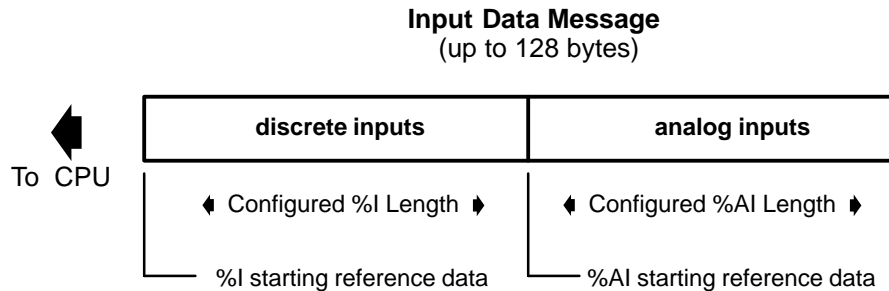 Input Data Message
(up to 128 bytes)
discrete inputs
analog inputs
To CPU
Configured %I Length
Configured %AI Length
%I starting reference data
%AI starting reference data